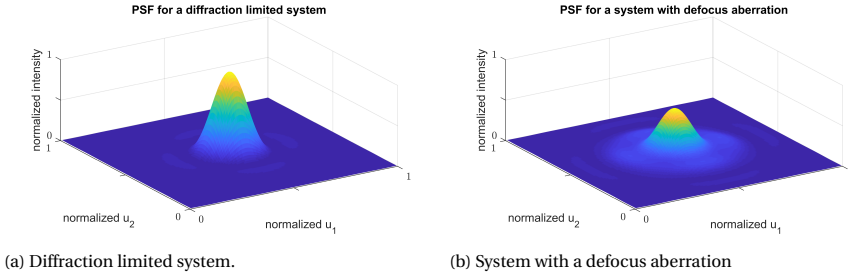 PSF for a diffraction limited system
normalized intensity
1
0
1
normalized u2
0
0
normalized u1
1
(a) Diffraction limited system.
PSF for a system with defocus aberration
normalized intensity
1
0
1
normalized u2
0
0
normalized u1
1
(b) System with a defocus aberration